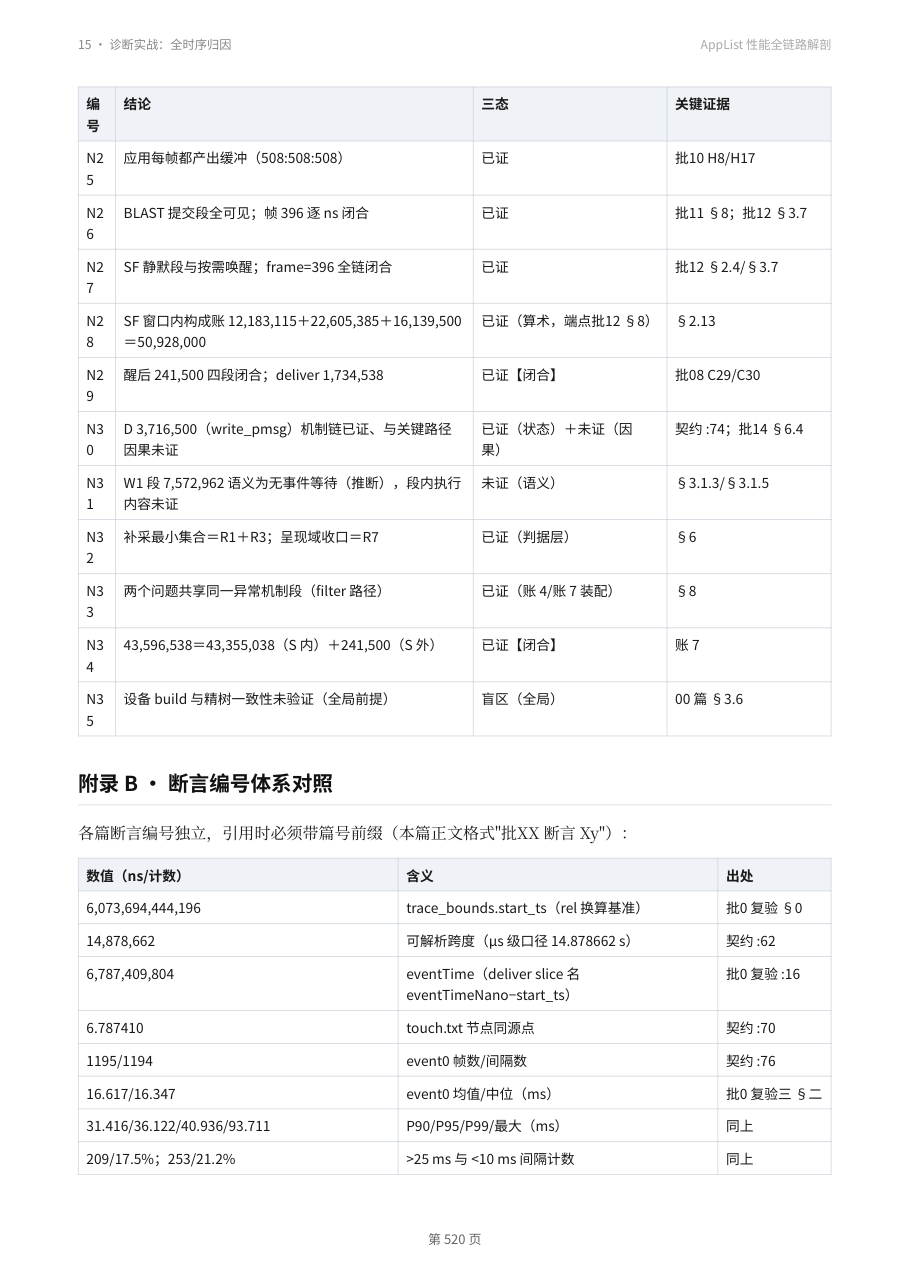 15 · 诊断实战：全时序归因
AppList 性能全链路解剖
编号 结论 三态 关键证据
N25 应用每帧都产出缓冲（508:508:508） 已证 批10 H8/H17
N26 BLAST 提交段全可见；帧 396 逐 ns 闭合 已证 批11 §8；批12 §3.7
N27 SF 静默段与按需唤醒；frame=396 全链闭合 已证 批12 §2.4/§3.7
N28 SF 窗口内构成账 12,183,115＋22,605,385＋16,139,500 已证（算术，端点批12 §8） §2.13
＝50,928,000
N29 醒后 241,500 四段闭合；deliver 1,734,538 已证【闭合】 批08 C29/C30
N30 D 3,716,500（write_pmsg）机制链已证、与关键路径 已证（状态）＋未证（因 契约 :74；批14 §6.4
因果未证 果）
N31 W1 段 7,572,962 语义为无事件等待（推断），段内执行 未证（语义） §3.1.3/§3.1.5
内容未证
N32 补采最小集合＝R1＋R3；呈现域收口＝R7 已证（判据层） §6
N33 两个问题共享同一异常机制段（filter 路径） 已证（账 4/账 7 装配） §8
N34 43,596,538＝43,355,038（S 内）＋241,500（S 外） 已证【闭合】 账 7
N35 设备 build 与精树一致性未验证（全局前提） 盲区（全局） 00 篇 §3.6
附录 B · 断言编号体系对照
各篇断言编号独立，引用时必须带篇号前缀（本篇正文格式"批XX 断言 Xy"）：
数值（ns/计数） 含义 出处
6,073,694,444,196 trace_bounds.start_ts（rel 换算基准） 批0 复验 §0
14,878,662 可解析跨度（μs 级口径 14.878662 s） 契约 :62
6,787,409,804 eventTime（deliver slice 名 批0 复验 :16
eventTimeNano−start_ts）
6.787410 touch.txt 节点同源点 契约 :70
1195/1194 event0 帧数/间隔数 契约 :76
16.617/16.347 event0 均值/中位（ms） 批0 复验三 §二
31.416/36.122/40.936/93.711 P90/P95/P99/最大（ms） 同上
209/17.5%；253/21.2% >25 ms 与 <10 ms 间隔计数 同上
第 520 页